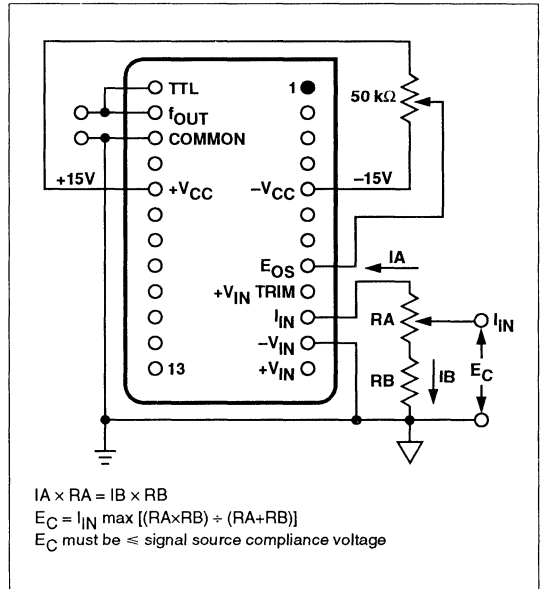 TTL
1
50 kΩ
fOUT
COMMON
+15V
+VCC
−VCC
−15V
EOS
IA
+VIN TRIM
IIN
RA
IIN
−VIN
RB
IB
EC
13
+VIN
IA × RA = IB × RB
EC = IIN max [(RA×RB) ÷ (RA+RB)]
EC must be ⩽ signal source compliance voltage